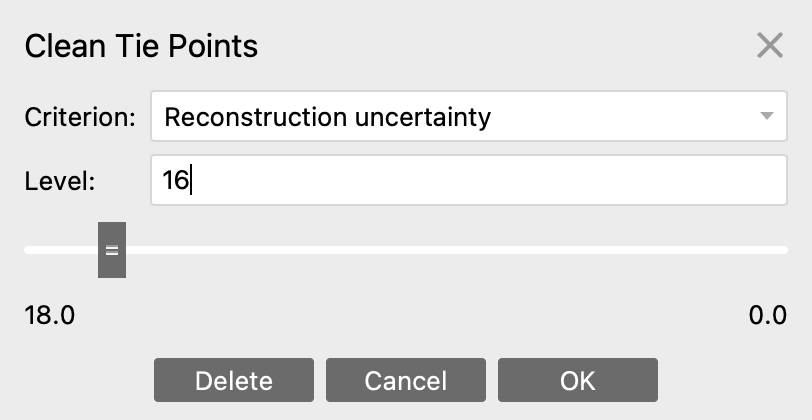 Clean Tie Points
Criterion: Reconstruction uncertainty
Level: 16
18.0 0.0
Delete Cancel OK